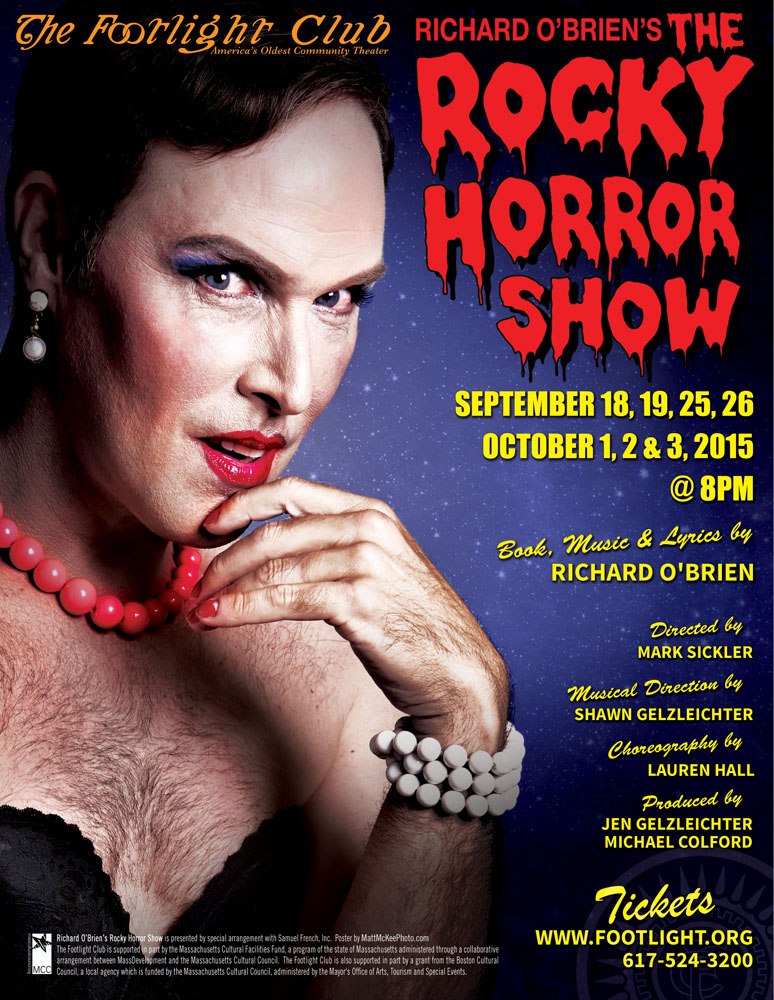 The Footlight Club
America's Oldest Community Theater
RICHARD O'BRIEN'S THE
ROCKY
HORROR
SHOW
SEPTEMBER 18, 19, 25, 26
OCTOBER 1, 2 & 3, 2015
@ 8PM
Book, Music & Lyrics by
RICHARD O'BRIEN
Directed by
MARK SICKLER
Musical Direction by
SHAWN GELZLEICHTER
Choreography by
LAUREN HALL
Produced by
JEN GELZLEICHTER
MICHAEL COLFORD
Tickets
WWW.FOOTLIGHT.ORG
617-524-3200
MCC
Richard O'Brien's Rocky Horror Show is presented by special arrangement with Samuel French, Inc. Poster by MattMcKeePhoto.com
The Footlight Club is supported in part by the Massachusetts Cultural Facilities Fund, a program of the state of Massachusetts administered through a collaborative
arrangement between MassDevelopment and the Massachusetts Cultural Council. The Footlight Club is also supported in part by a grant from the Boston Cultural
Council, a local agency which is funded by the Massachusetts Cultural Council, administered by the Mayor's Office of Arts, Tourism and Special Events.